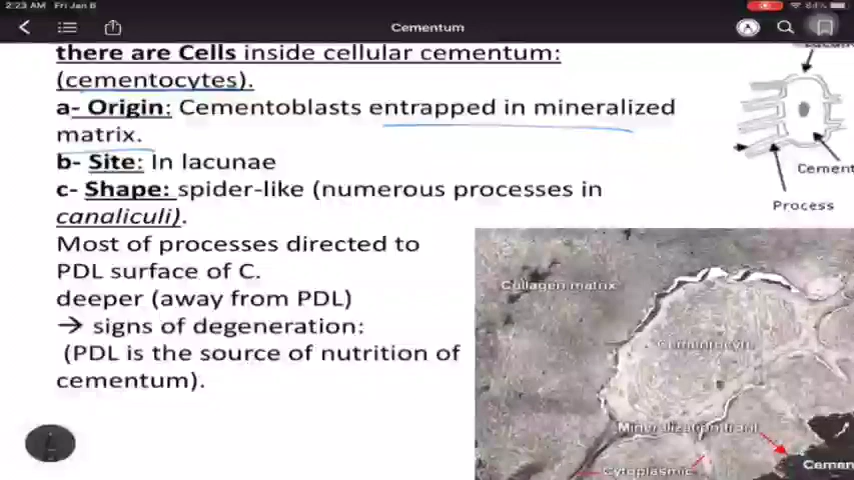 2:23 AM Fri Jan 8
84%
Cementum
there are Cells inside cellular cementum:
(cementocytes).
a- Origin: Cementoblasts entrapped in mineralized
matrix.
b- Site: In lacunae
c- Shape: spider-like (numerous processes in
canaliculi).
Most of processes directed to
PDL surface of C.
deeper (away from PDL)
→ signs of degeneration:
(PDL is the source of nutrition of
cementum).
Cement
Process
Collagen matrix
Mineralization front
Cytoplasmic
Cemen